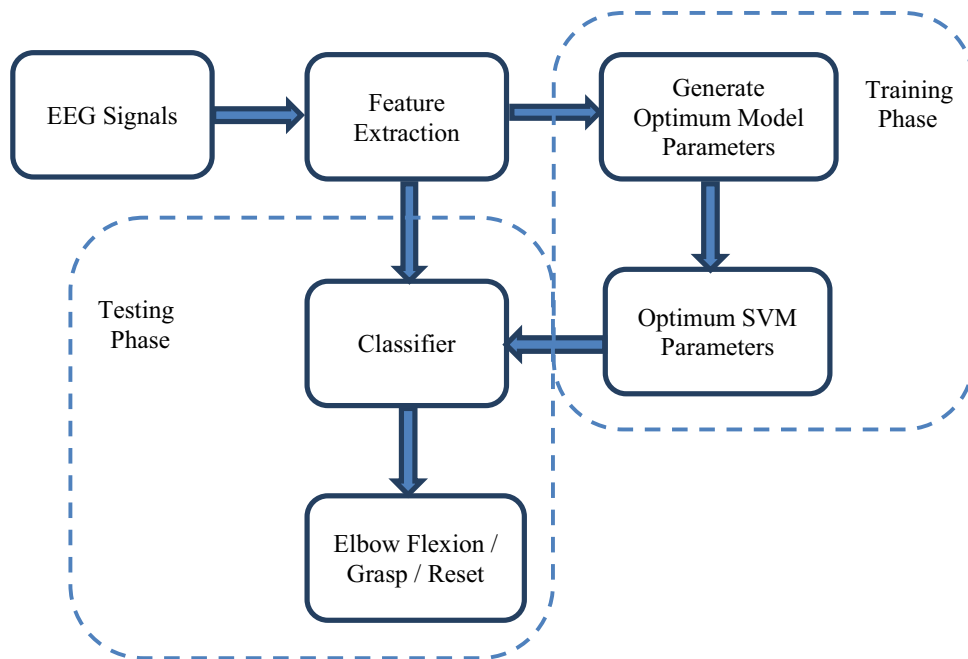 EEG Signals
Feature
Extraction
Generate
Optimum Model
Parameters
Training
Phase
Testing
Phase
Classifier
Optimum SVM
Parameters
Elbow Flexion /
Grasp / Reset